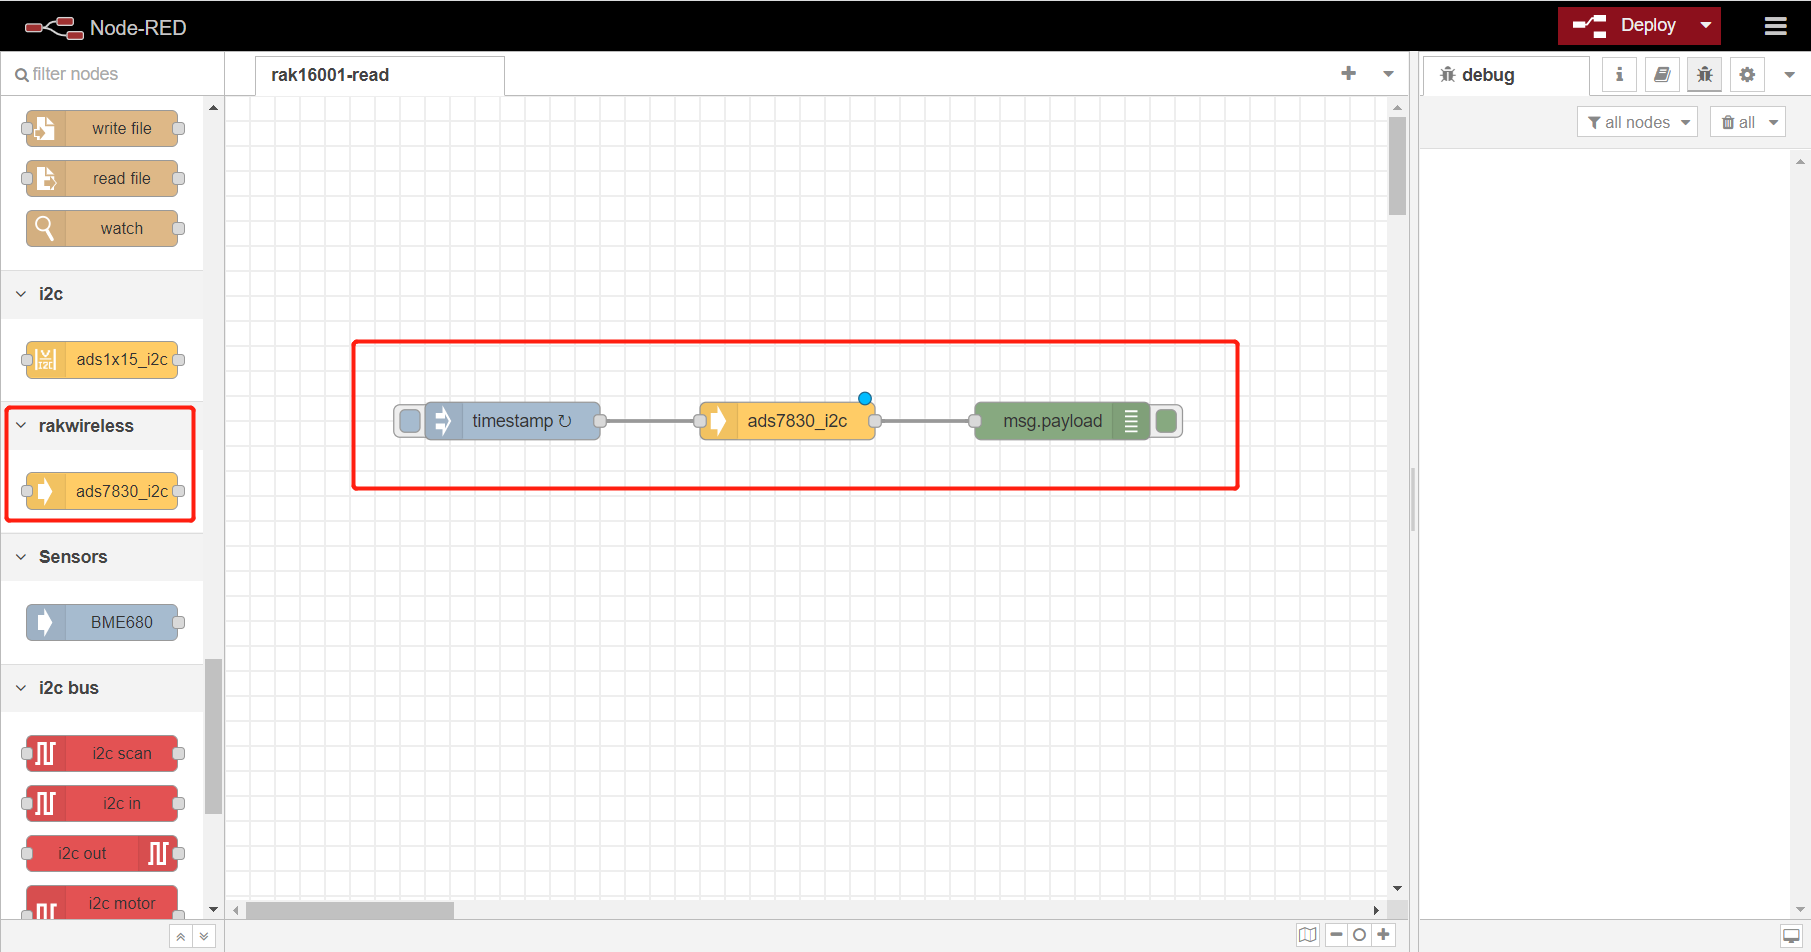 Node-RED
Deploy
filter nodes
rak16001-read
debug
all nodes
all
write file
read file
watch
i2c
ads1x15_i2c
rakwireless
ads7830_i2c
Sensors
BME680
i2c bus
i2c scan
i2c in
i2c out
i2c motor
timestamp ↻
ads7830_i2c
msg.payload